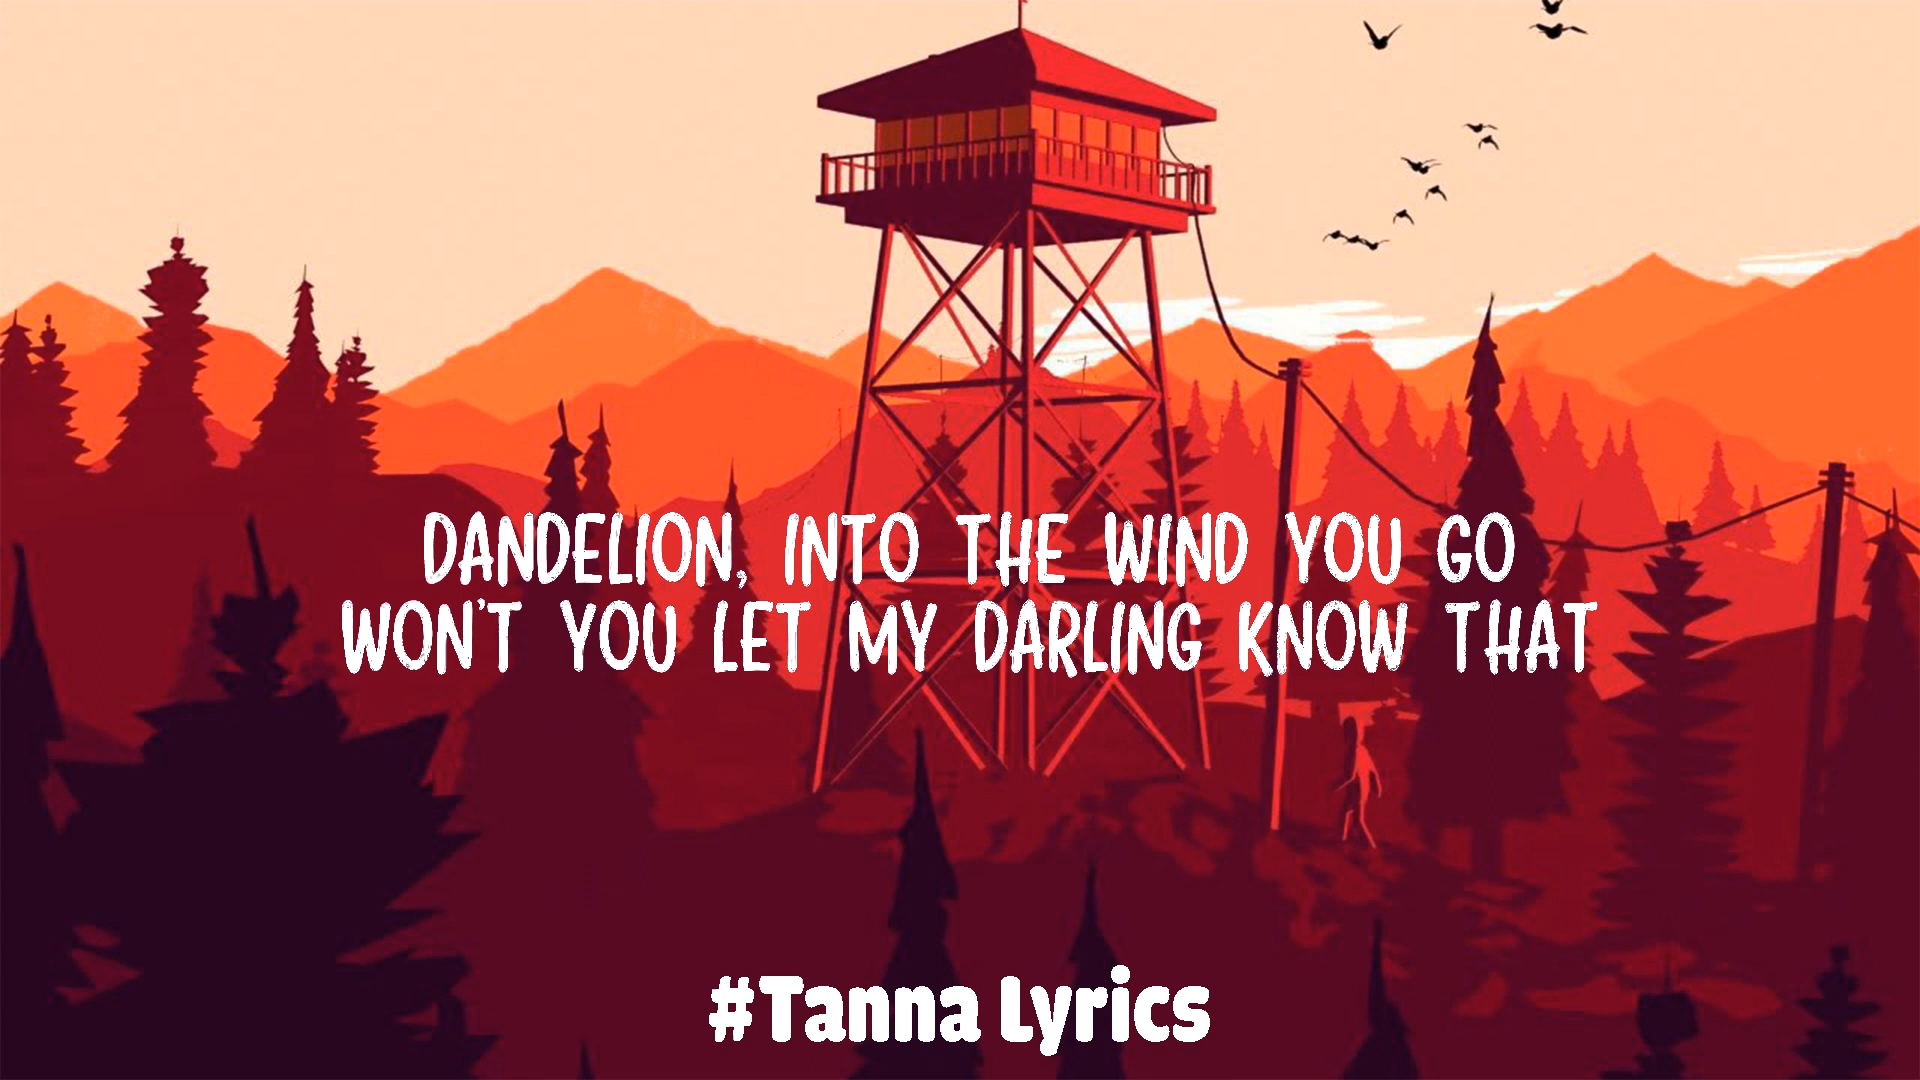 DANDELION, INTO THE WIND YOU GO
WON'T YOU LET MY DARLING KNOW THAT
#Tanna Lyrics